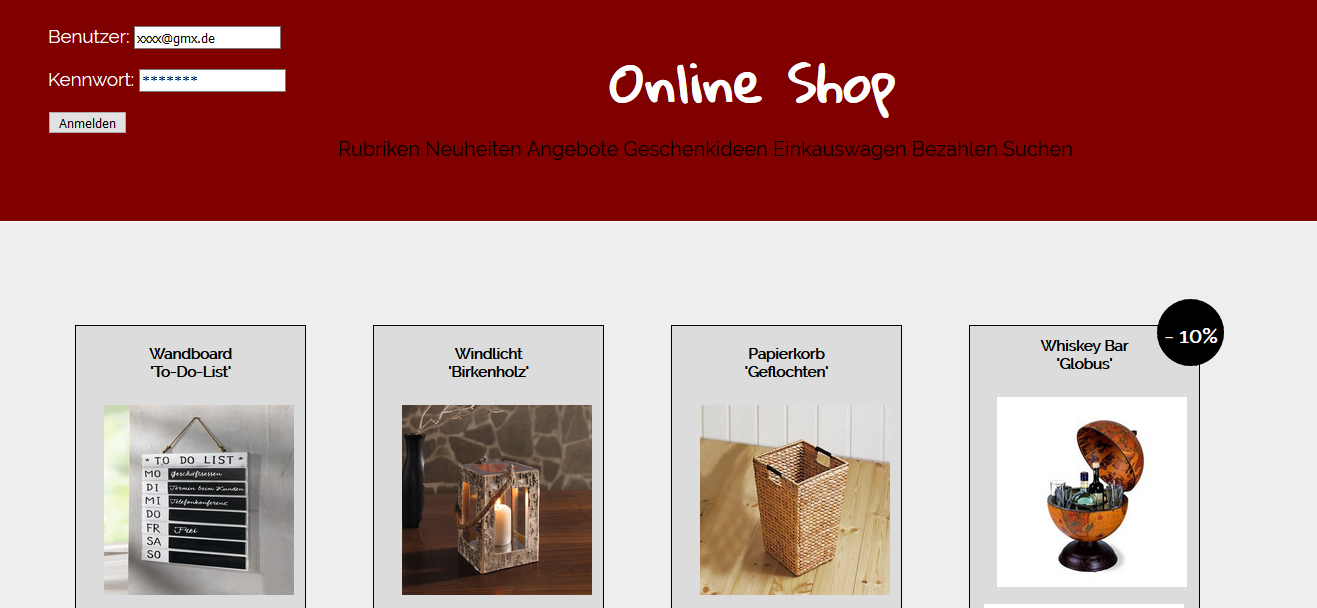 Benutzer: xxxx@gmx.de
Kennwort: *******
Anmelden
Online Shop
Rubriken Neuheiten Angebote Geschenkideen Einkauswagen Bezahlen Suchen
Wandboard
'To-Do-List'
Windlicht
'Birkenholz'
Papierkorb
'Geflochten'
Whiskey Bar
'Globus'
- 10%
* TO DO LIST *
MO Geschäftsessen
DI Termin beim Kunden
MI Telefonkonferenz
DO
FR Frei
SA
SO